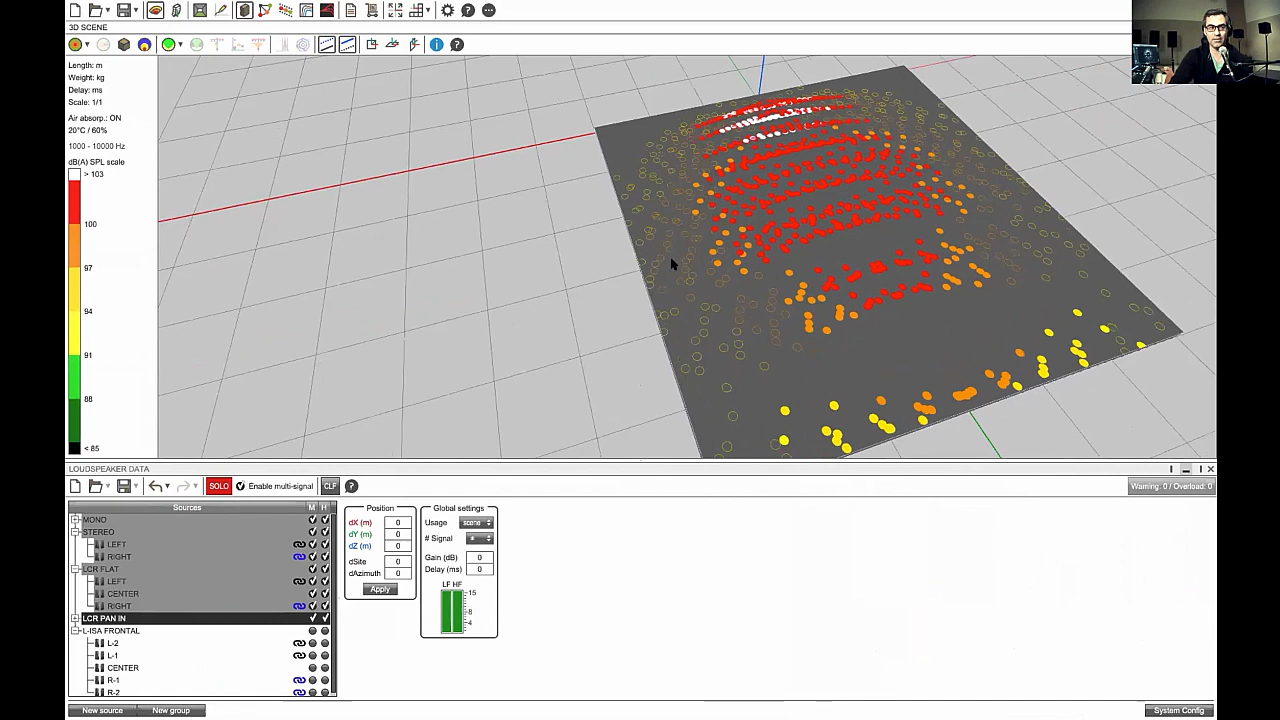 3D SCENE
Length: m
Weight: kg
Delay: ms
Scale: 1/1
Air absorp.: ON
20°C / 60%
1000 - 10000 Hz
dB(A) SPL scale
> 103
100
97
94
91
88
< 85
LOUDSPEAKER DATA
SOLO
Enable multi-signal
CLF
Warning: 0 / Overload: 0
Sources M H
MONO
STEREO
LEFT
RIGHT
LCR FLAT
LEFT
CENTER
RIGHT
LCR PAN IN
L-ISA FRONTAL
L-2
L-1
CENTER
R-1
R-2
Position
dX (m) 0
dY (m) 0
dZ (m) 0
dSite 0
dAzimuth 0
Apply
Global settings
Usage scene
# Signal *
Gain (dB) 0
Delay (ms) 0
LF HF
15
8
4
New source
New group
System Config